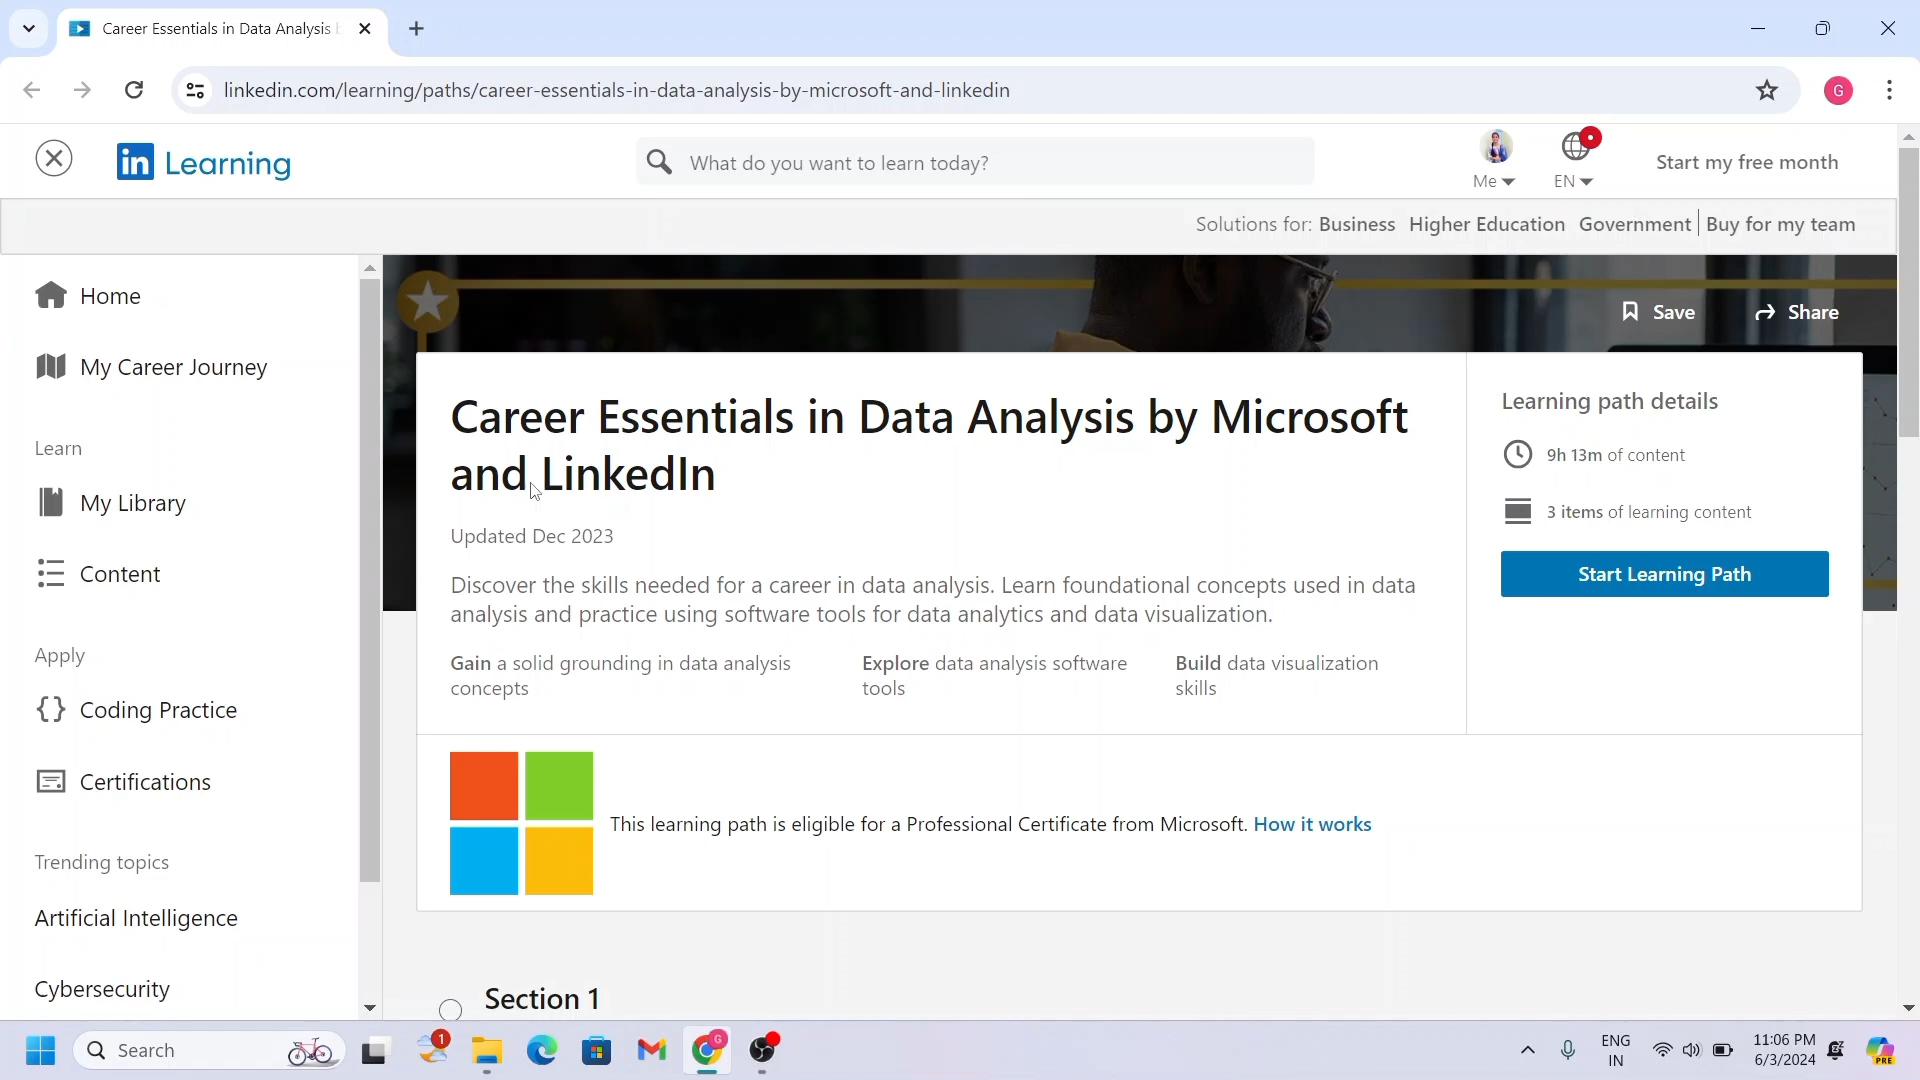 Career Essentials in Data Analysis b
linkedin.com/learning/paths/career-essentials-in-data-analysis-by-microsoft-and-linkedin
G
in Learning
What do you want to learn today?
Me
EN
Start my free month
Solutions for: Business Higher Education Government Buy for my team
Home
My Career Journey
Learn
My Library
Content
Apply
Coding Practice
Certifications
Trending topics
Artificial Intelligence
Cybersecurity
Save
Share
Career Essentials in Data Analysis by Microsoft
and LinkedIn
Updated Dec 2023
Discover the skills needed for a career in data analysis. Learn foundational concepts used in data
analysis and practice using software tools for data analytics and data visualization.
Gain a solid grounding in data analysis
concepts
Explore data analysis software
tools
Build data visualization
skills
Learning path details
9h 13m of content
3 items of learning content
Start Learning Path
This learning path is eligible for a Professional Certificate from Microsoft. How it works
Section 1
Search
1
G
ENG
IN
11:06 PM
6/3/2024
PRE